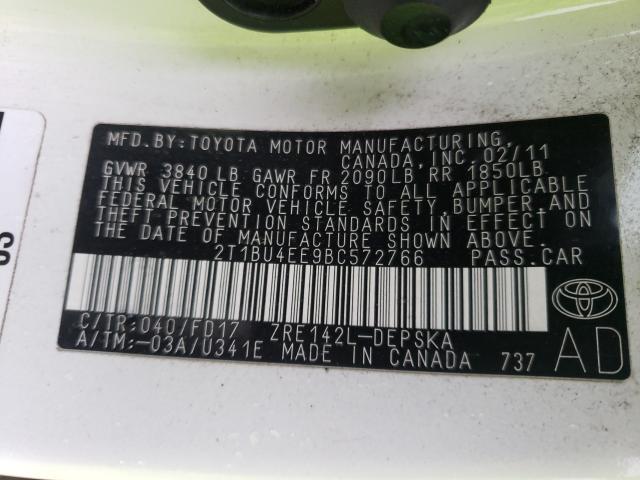 MFD. BY: TOYOTA MOTOR MANUFACTURING,
CANADA, INC. 02/11
GVWR 3840 LB GAWR FR 2090LB RR 1850LB
THIS VEHICLE CONFORMS TO ALL APPLICABLE
FEDERAL MOTOR VEHICLE SAFETY, BUMPER, AND
THEFT PREVENTION STANDARDS IN EFFECT ON
THE DATE OF MANUFACTURE SHOWN ABOVE.
2T1BU4EE9BC572766 PASS. CAR
C/TR: 040/FD17 ZRE142L-DEPSKA
A/TM: -03A/U341E MADE IN CANADA 737
AD